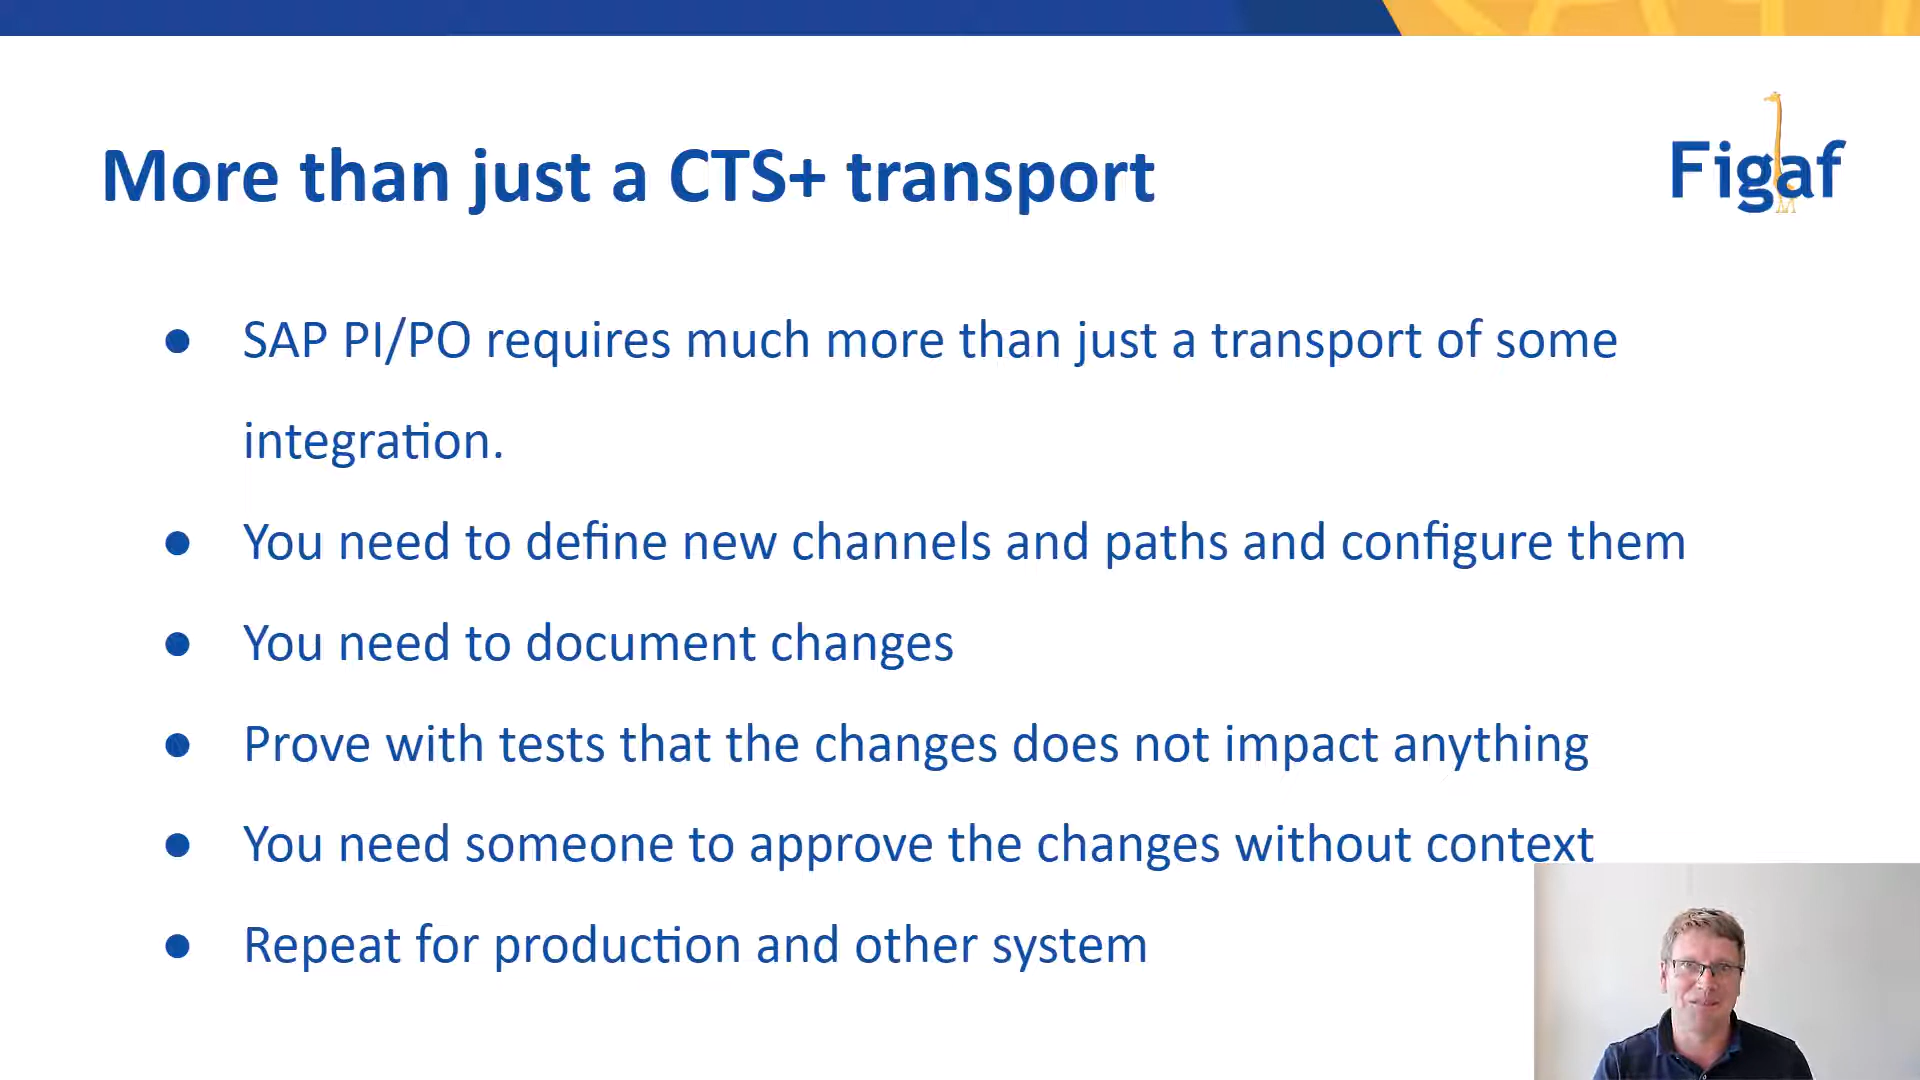 More than just a CTS+ transport
Figaf
● SAP PI/PO requires much more than just a transport of some
integration.
● You need to define new channels and paths and configure them
● You need to document changes
● Prove with tests that the changes does not impact anything
● You need someone to approve the changes without context
● Repeat for production and other system